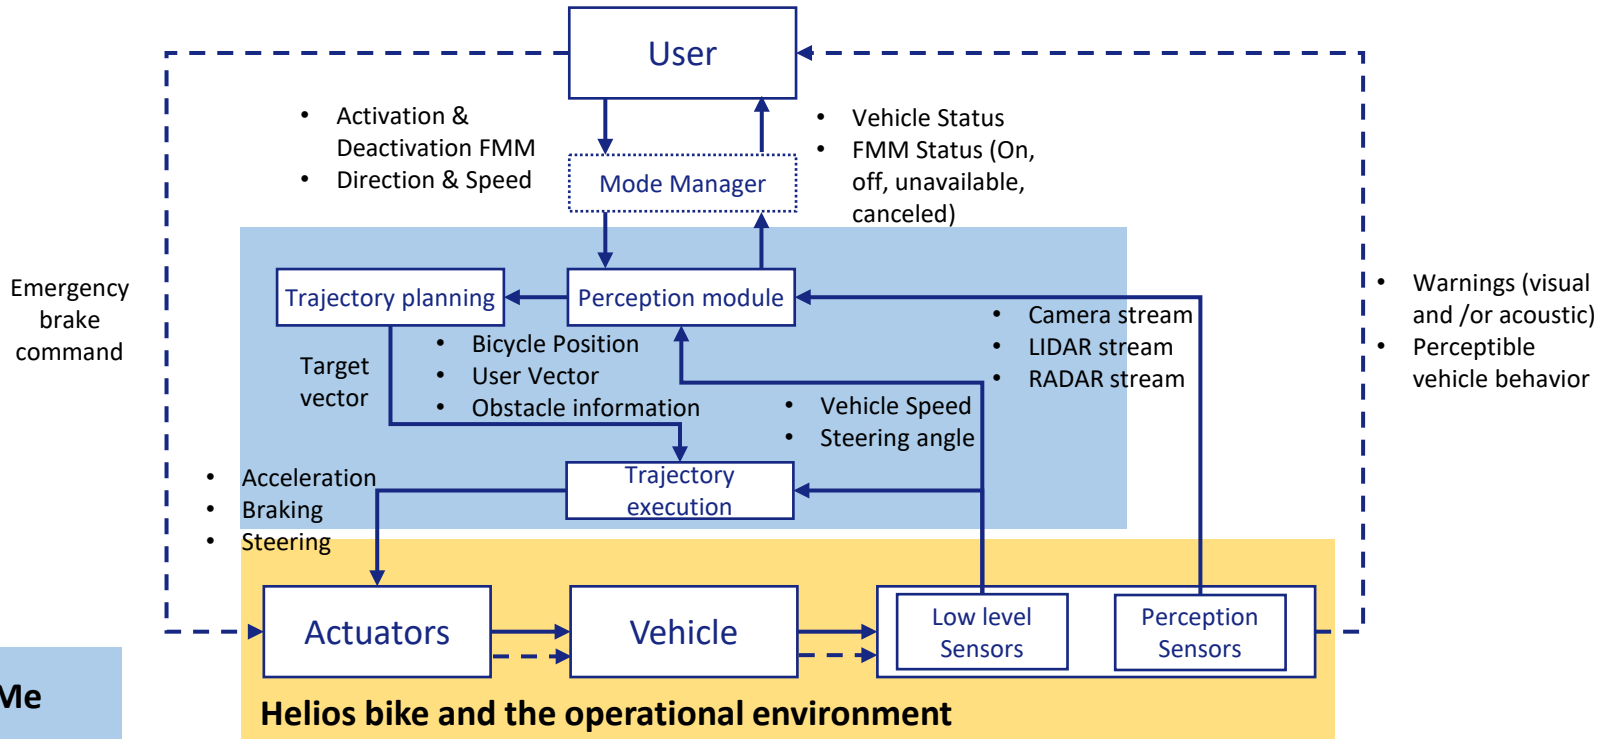 User
• Activation &
Deactivation FMM
• Direction & Speed
• Vehicle Status
• FMM Status (On,
off, unavailable,
canceled)
Mode Manager
Emergency
brake
command
Trajectory planning
Perception module
• Warnings (visual
and /or acoustic)
• Perceptible
vehicle behavior
• Camera stream
• LIDAR stream
• RADAR stream
Target
vector
• Bicycle Position
• User Vector
• Obstacle information
• Vehicle Speed
• Steering angle
Trajectory
execution
• Acceleration
• Braking
• Steering
Actuators
Vehicle
Low level
Sensors
Perception
Sensors
Me
Helios bike and the operational environment